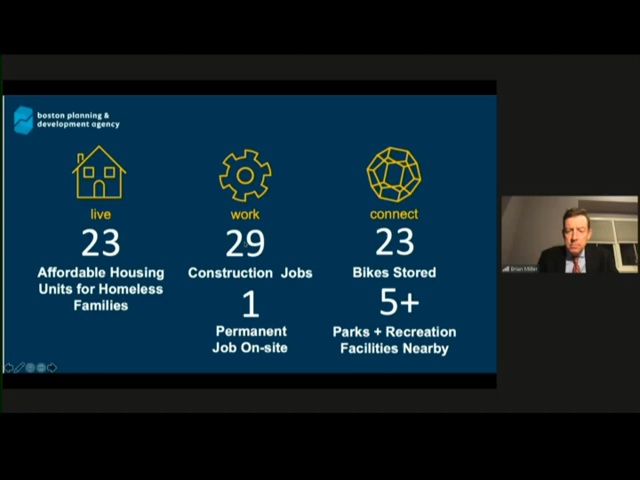 boston planning &
development agency
live
23
Affordable Housing
Units for Homeless
Families
work
29
Construction Jobs
1
Permanent
Job On-site
connect
23
Bikes Stored
5+
Parks + Recreation
Facilities Nearby
Brian Miller